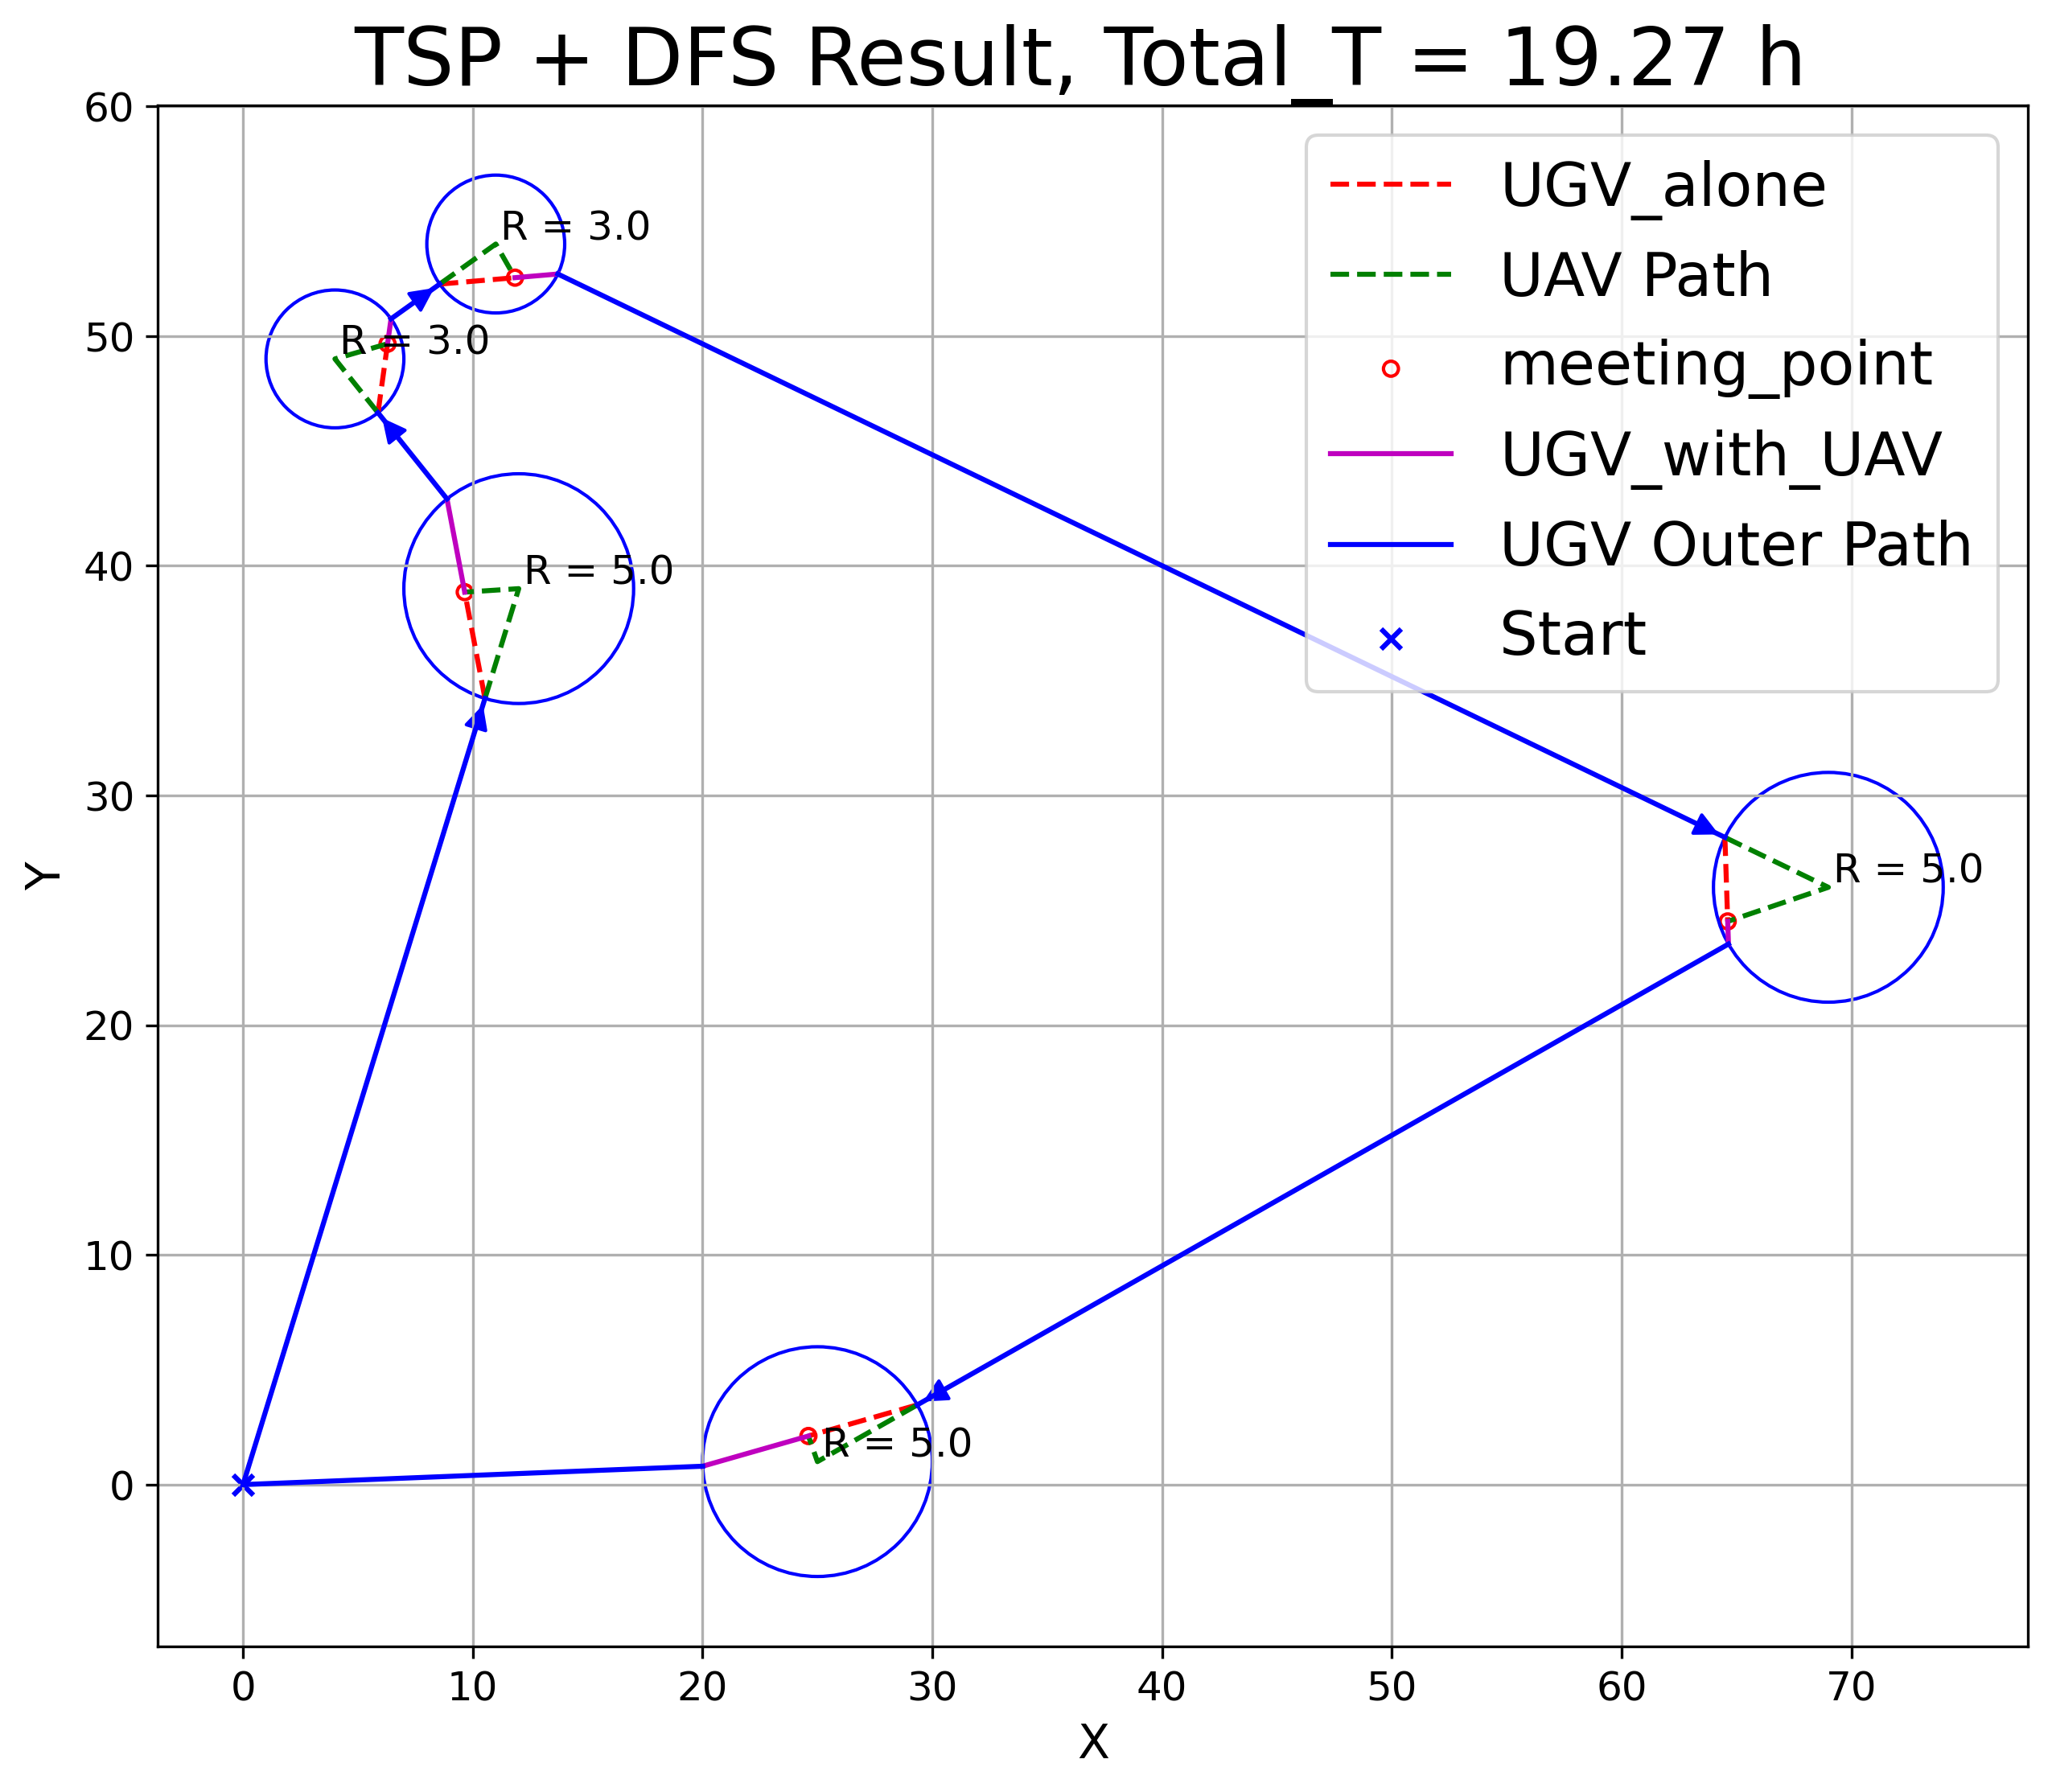 TSP + DFS Result, Total_T = 19.27 h
UGV_alone
UAV Path
meeting_point
UGV_with_UAV
UGV Outer Path
Start
R = 3.0
R = 3.0
R = 5.0
R = 5.0
R = 5.0
60
50
40
30
20
10
0
Y
0 10 20 30 40 50 60 70
X